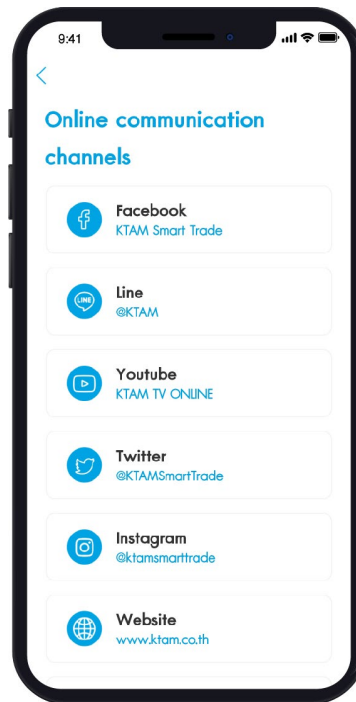 9:41
Online communication
channels
Facebook
KTAM Smart Trade
LINE
Line
@KTAM
Youtube
KTAM TV ONLINE
Twitter
@KTAMSmartTrade
Instagram
@ktamsmarttrade
Website
www.ktam.co.th